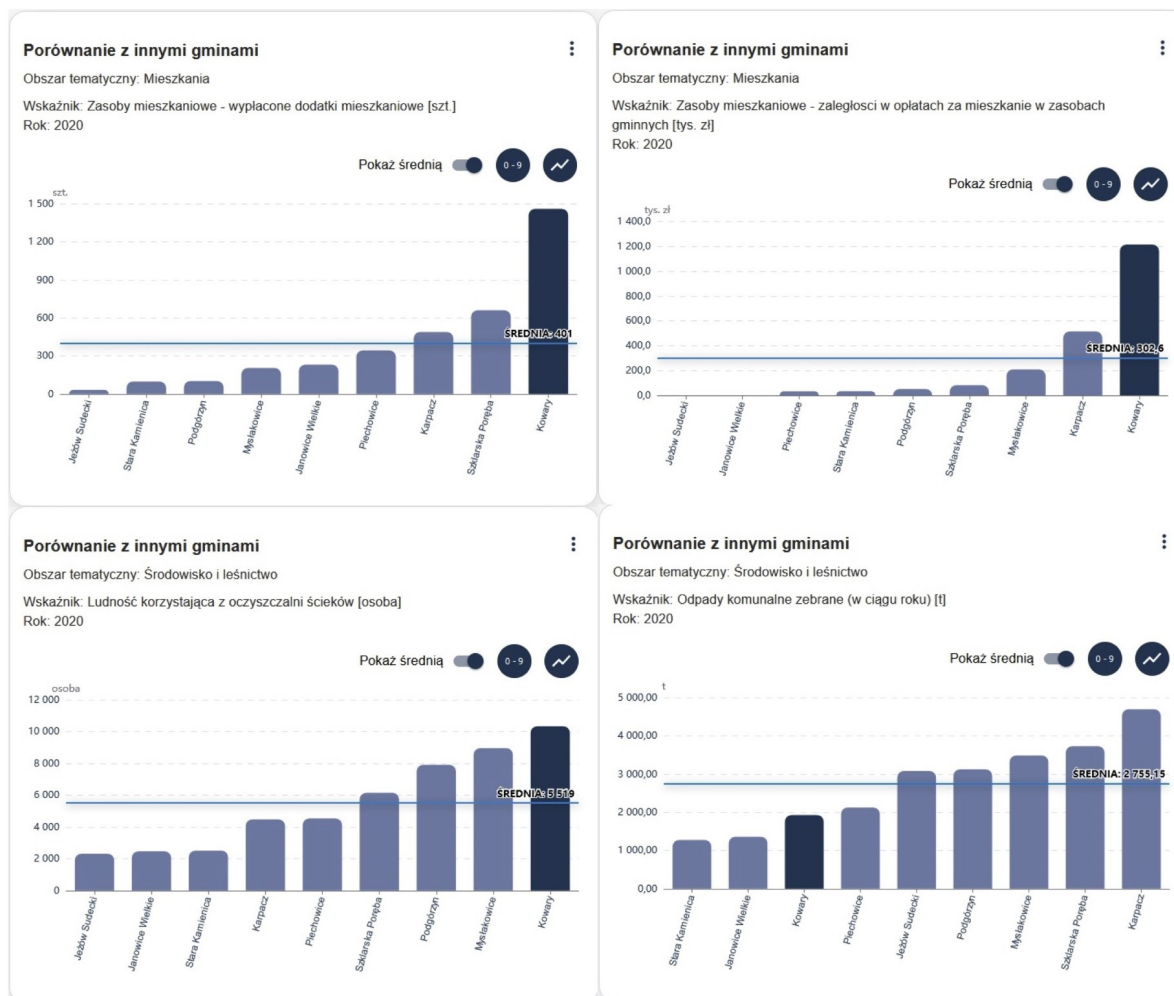 Porównanie z innymi gminami
Obszar tematyczny: Mieszkania
Wskaźnik: Zasoby mieszkaniowe - wypłacone dodatki mieszkaniowe [szt.]
Rok: 2020
Pokaż średnią
0 - 9
szt.
1 500
1 200
900
600
300
0
ŚREDNIA: 401
Jeżów Sudecki
Stara Kamienica
Podgórzyn
Mysłakowice
Janowice Wielkie
Piechowice
Karpacz
Szklarska Poręba
Kowary
Porównanie z innymi gminami
Obszar tematyczny: Mieszkania
Wskaźnik: Zasoby mieszkaniowe - zaległosci w opłatach za mieszkanie w zasobach
gminnych [tys. zł]
Rok: 2020
Pokaż średnią
0 - 9
tys. zł
1 400,0
1 200,0
1 000,0
800,0
600,0
400,0
200,0
0,0
ŚREDNIA: 302,6
Jeżów Sudecki
Janowice Wielkie
Piechowice
Stara Kamienica
Podgórzyn
Szklarska Poręba
Mysłakowice
Karpacz
Kowary
Porównanie z innymi gminami
Obszar tematyczny: Środowisko i leśnictwo
Wskaźnik: Ludność korzystająca z oczyszczalni ścieków [osoba]
Rok: 2020
Pokaż średnią
0 - 9
osoba
12 000
10 000
8 000
6 000
4 000
2 000
0
ŚREDNIA: 5 519
Jeżów Sudecki
Janowice Wielkie
Stara Kamienica
Karpacz
Piechowice
Szklarska Poręba
Podgórzyn
Mysłakowice
Kowary
Porównanie z innymi gminami
Obszar tematyczny: Środowisko i leśnictwo
Wskaźnik: Odpady komunalne zebrane (w ciągu roku) [t]
Rok: 2020
Pokaż średnią
0 - 9
t
5 000,00
4 000,00
3 000,00
2 000,00
1 000,00
0,00
ŚREDNIA: 2 755,15
Stara Kamienica
Janowice Wielkie
Kowary
Piechowice
Jeżów Sudecki
Podgórzyn
Mysłakowice
Szklarska Poręba
Karpacz